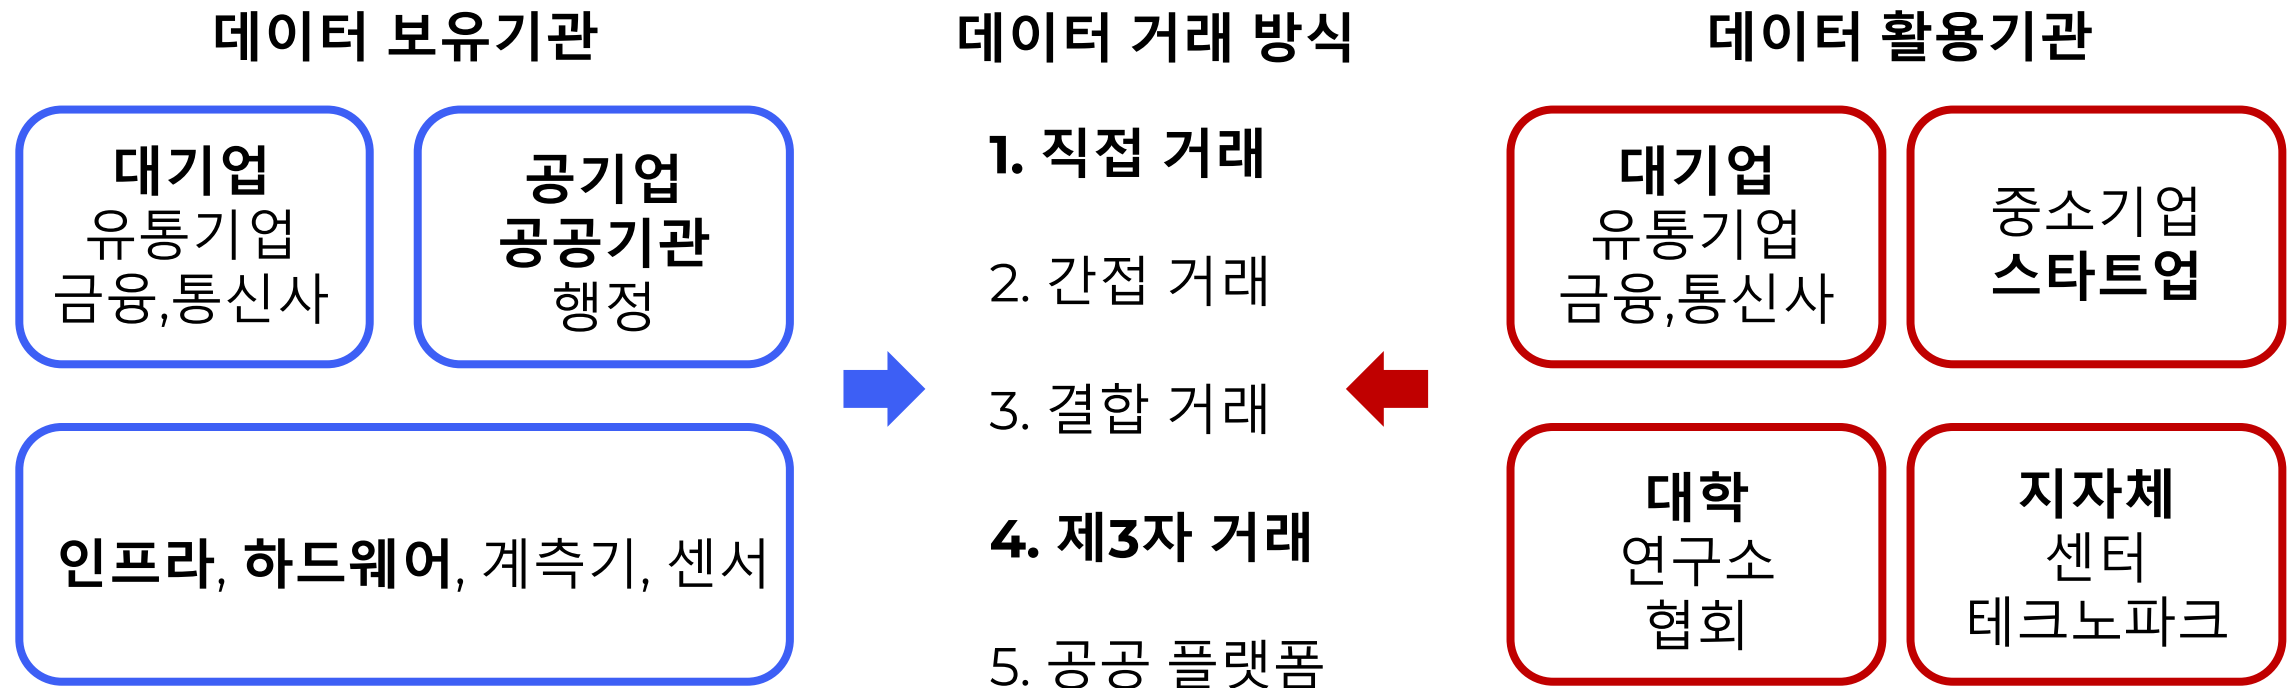 데이터 보유기관
대기업
유통기업
금융,통신사
공기업
공공기관
행정
인프라, 하드웨어, 계측기, 센서
데이터 거래 방식
1. 직접 거래
2. 간접 거래
3. 결합 거래
4. 제3자 거래
5. 공공 플랫폼
데이터 활용기관
대기업
유통기업
금융,통신사
중소기업
스타트업
대학
연구소
협회
지자체
센터
테크노파크